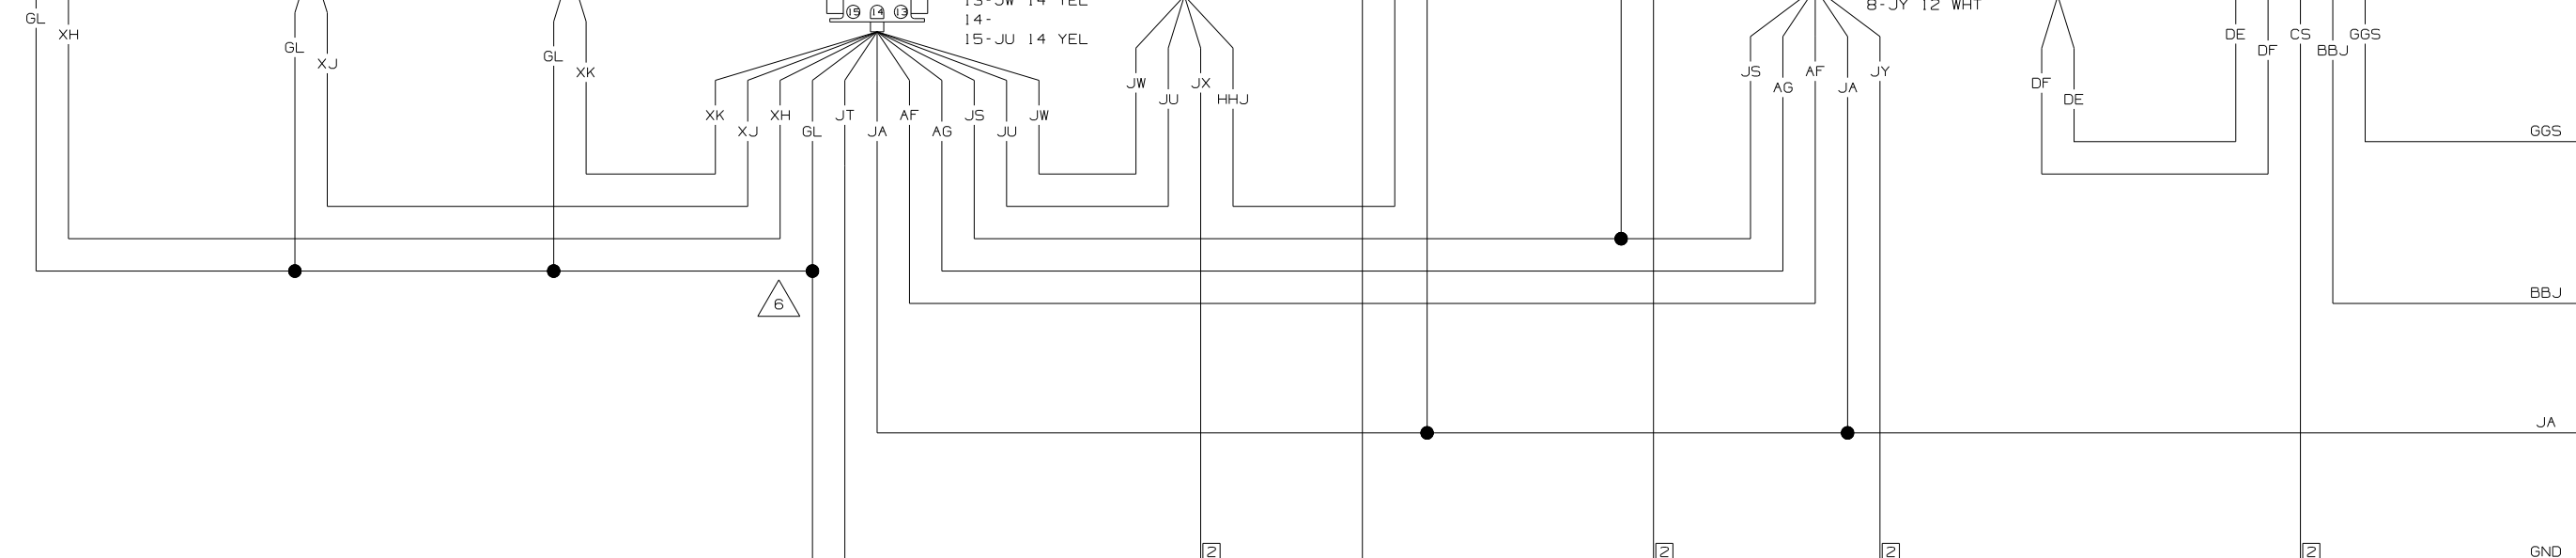 13-JW 14 YEL
8-JY 12 WHT
15 14 13
GL
14-
XH
DE
CS
GGS
15-JU 14 YEL
GL
XJ
DF
BBJ
GL
XK
JS
AF
JY
JW
JX
DF
AG
JA
JU
HHJ
DE
XK
XH
JT
AF
JS
JW
XJ
GL
JA
AG
JU
GGS
BBJ
6
JA
2
2
2
2
GND